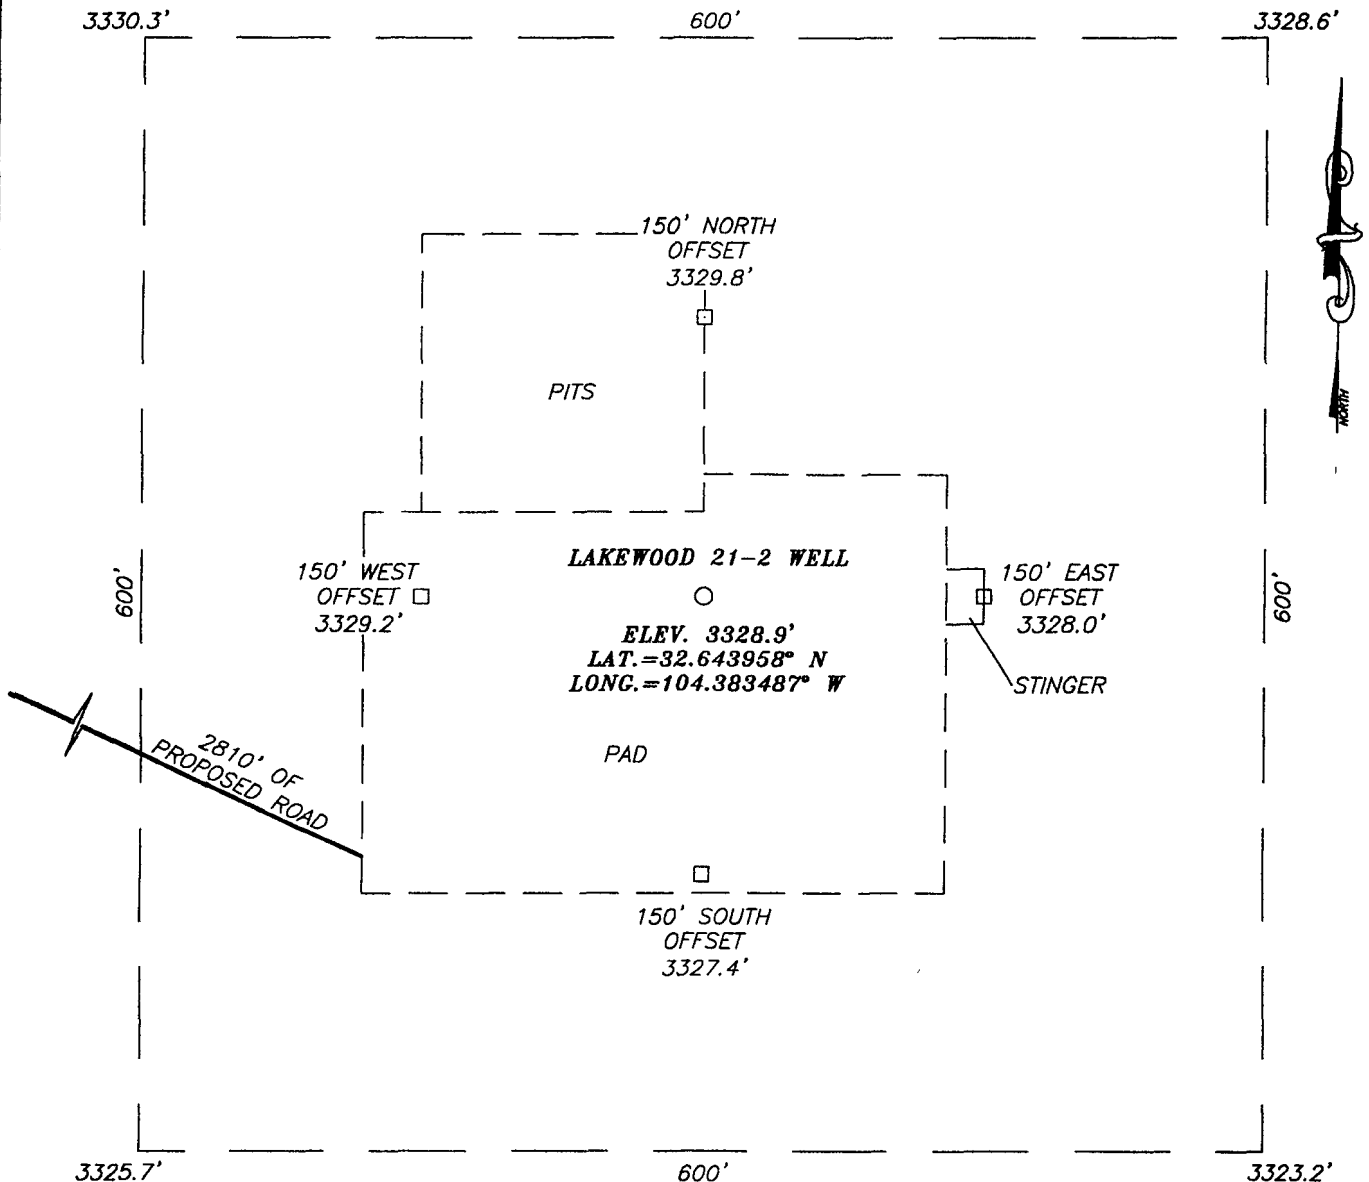 3330.3'
600'
3328.6'
150' NORTH
OFFSET
3329.8'
NORTH
PITS
LAKEWOOD 21-2 WELL
150' WEST
OFFSET
3329.2'
150' EAST
OFFSET
3328.0'
600'
600'
ELEV. 3328.9'
LAT.=32.643958° N
LONG.=104.383487° W
STINGER
2810' OF
PROPOSED ROAD
PAD
150' SOUTH
OFFSET
3327.4'
3325.7'
600'
3323.2'